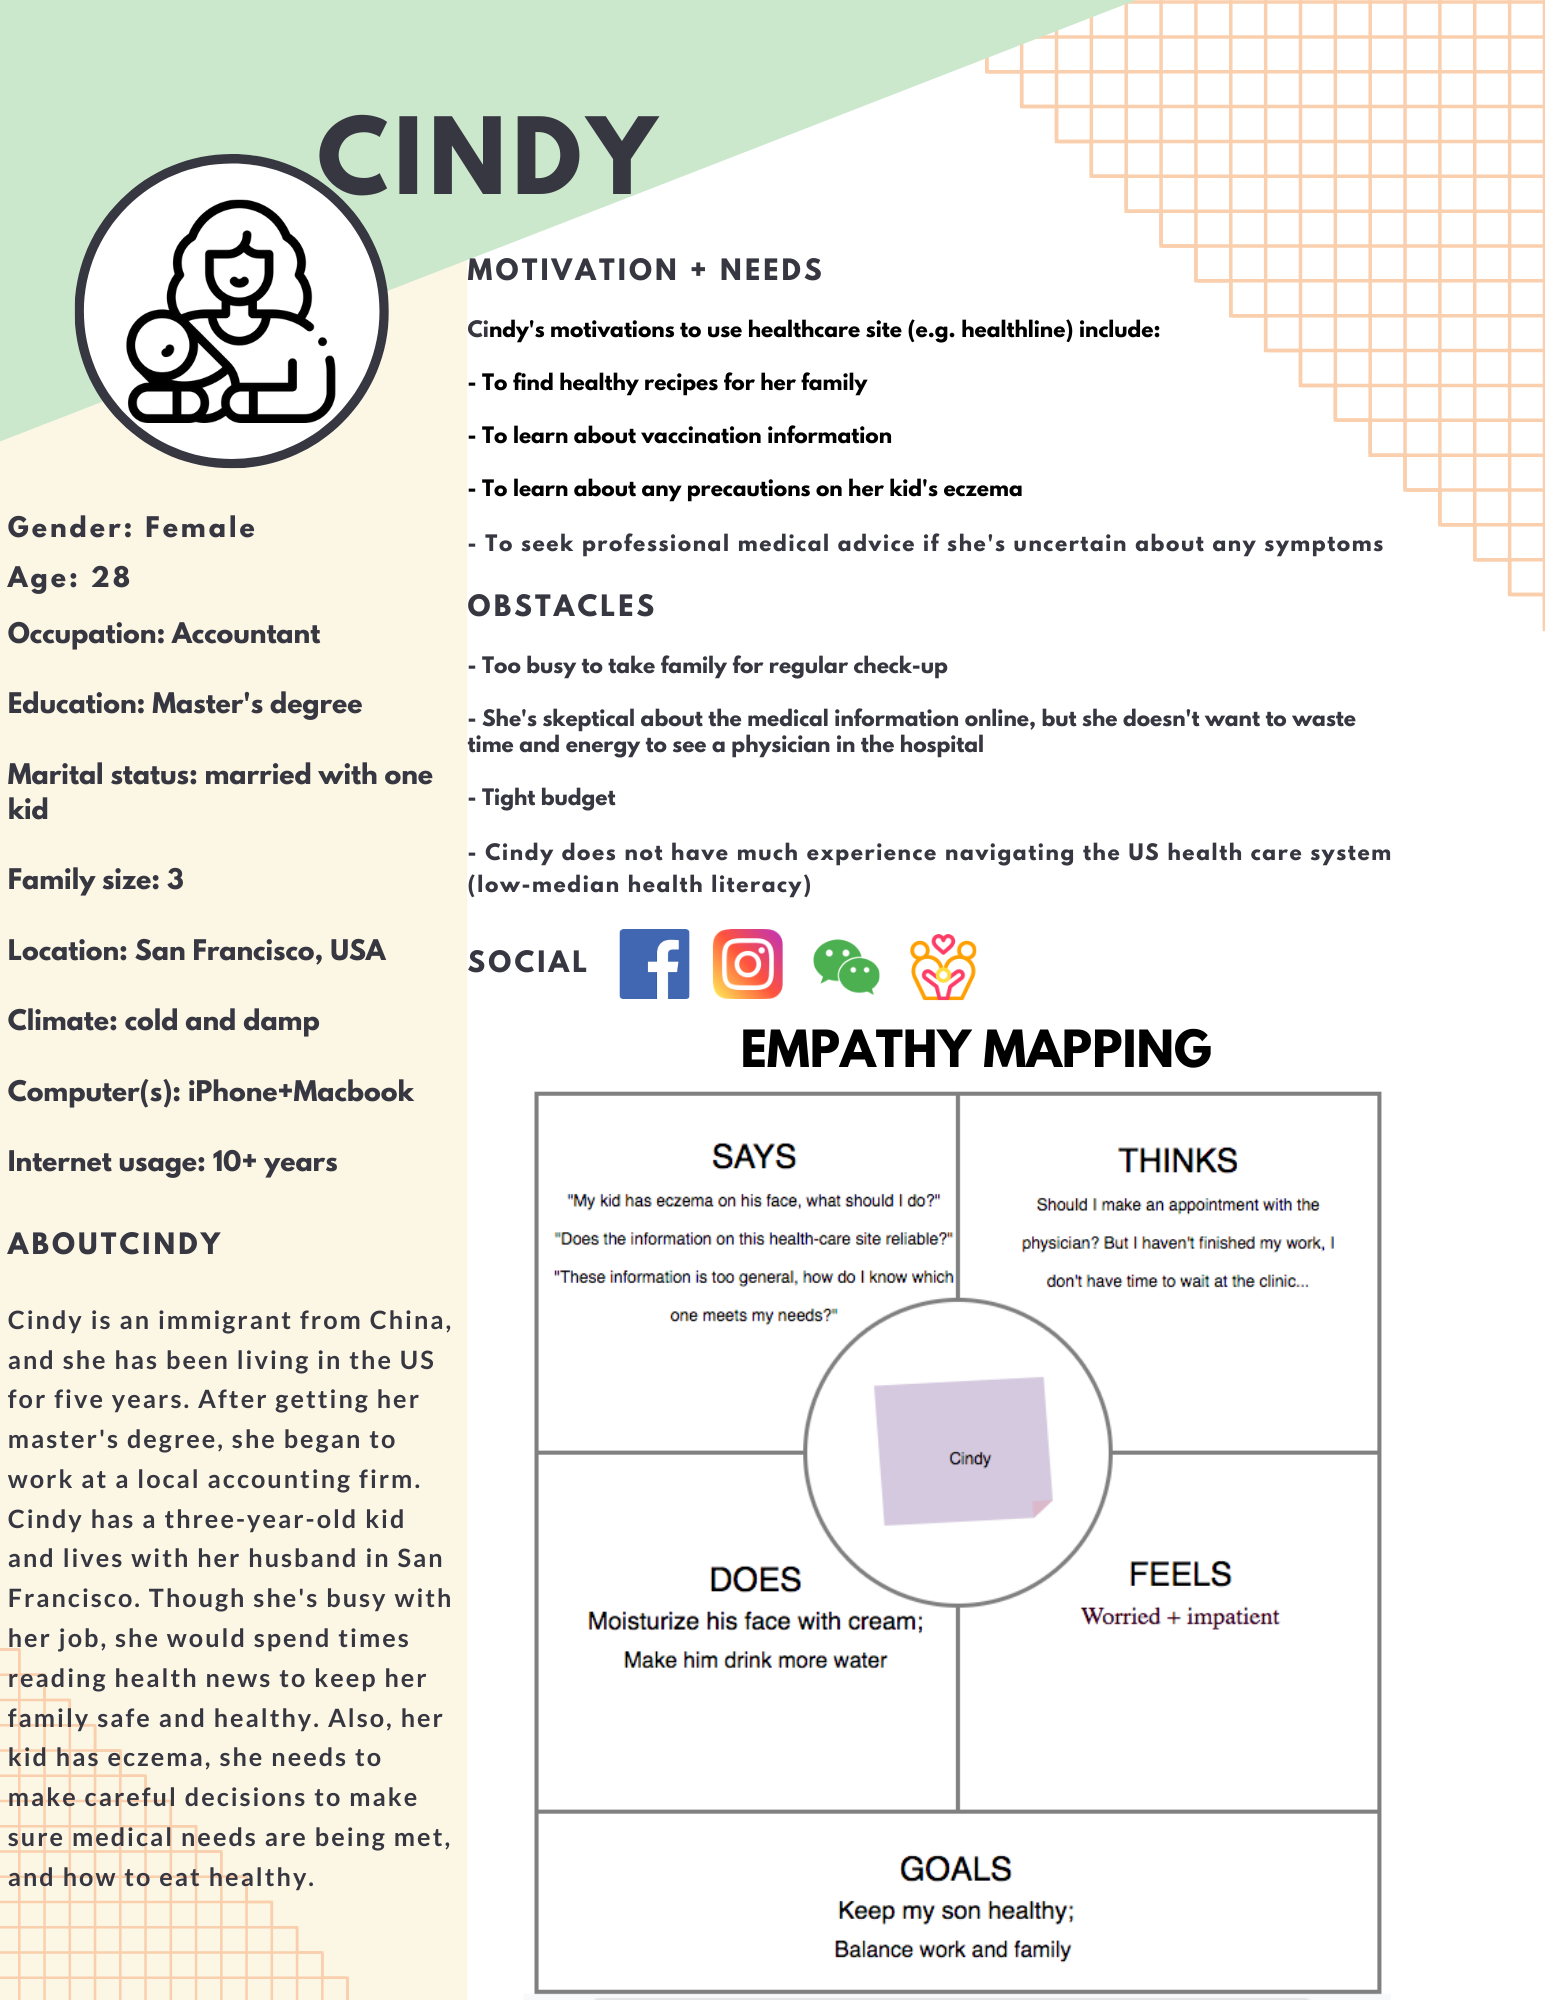 CINDY
Gender: Female
Age: 28
Occupation: Accountant
Education: Master's degree
Marital status: married with one
kid
Family size: 3
Location: San Francisco, USA
Climate: cold and damp
Computer(s): iPhone+Macbook
Internet usage: 10+ years
ABOUTCINDY
Cindy is an immigrant from China,
and she has been living in the US
for five years. After getting her
master's degree, she began to
work at a local accounting firm.
Cindy has a three-year-old kid
and lives with her husband in San
Francisco. Though she's busy with
her job, she would spend times
reading health news to keep her
family safe and healthy. Also, her
kid has eczema, she needs to
make careful decisions to make
sure medical needs are being met,
and how to eat healthy.
MOTIVATION + NEEDS
Cindy's motivations to use healthcare site (e.g. healthline) include:
- To find healthy recipes for her family
- To learn about vaccination information
- To learn about any precautions on her kid's eczema
- To seek professional medical advice if she's uncertain about any symptoms
OBSTACLES
- Too busy to take family for regular check-up
- She's skeptical about the medical information online, but she doesn't want to waste
time and energy to see a physician in the hospital
- Tight budget
- Cindy does not have much experience navigating the US health care system
(low-median health literacy)
SOCIAL
EMPATHY MAPPING
SAYS
"My kid has eczema on his face, what should I do?"
"Does the information on this health-care site reliable?"
"These information is too general, how do I know which
one meets my needs?"
THINKS
Should I make an appointment with the
physician? But I haven't finished my work, I
don't have time to wait at the clinic...
Cindy
DOES
Moisturize his face with cream;
Make him drink more water
FEELS
Worried + impatient
GOALS
Keep my son healthy;
Balance work and family